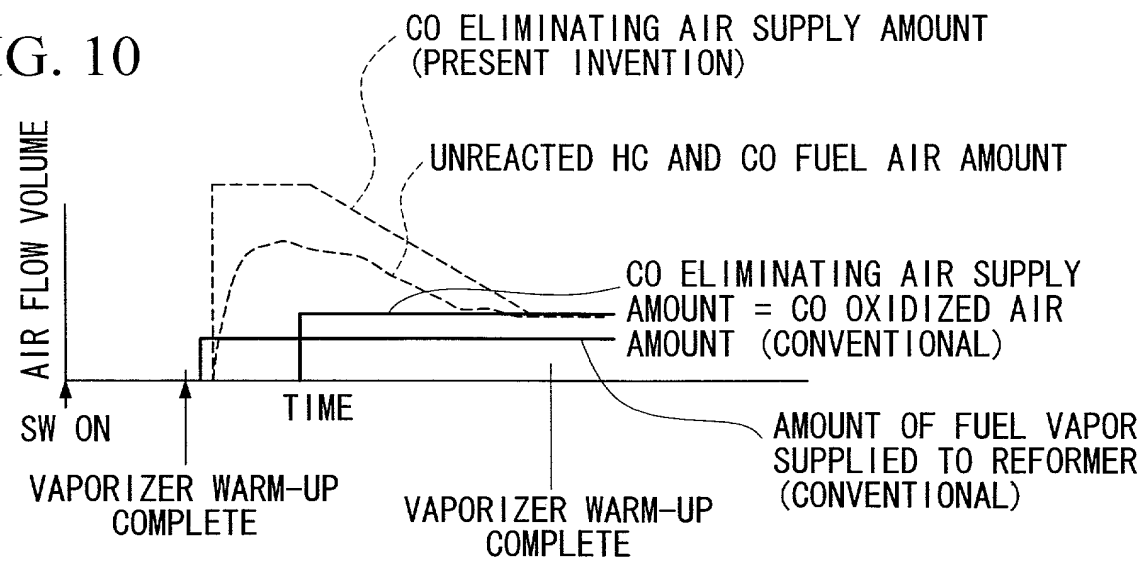 IG. 10
CO ELIMINATING AIR SUPPLY AMOUNT
(PRESENT INVENTION)
UNREACTED HC AND CO FUEL AIR AMOUNT
AIR FLOW VOLUME
CO ELIMINATING AIR SUPPLY
AMOUNT = CO OXIDIZED AIR
AMOUNT (CONVENTIONAL)
TIME
SW ON
AMOUNT OF FUEL VAPOR
SUPPLIED TO REFORMER
(CONVENTIONAL)
VAPORIZER WARM-UP
COMPLETE
VAPORIZER WARM-UP
COMPLETE